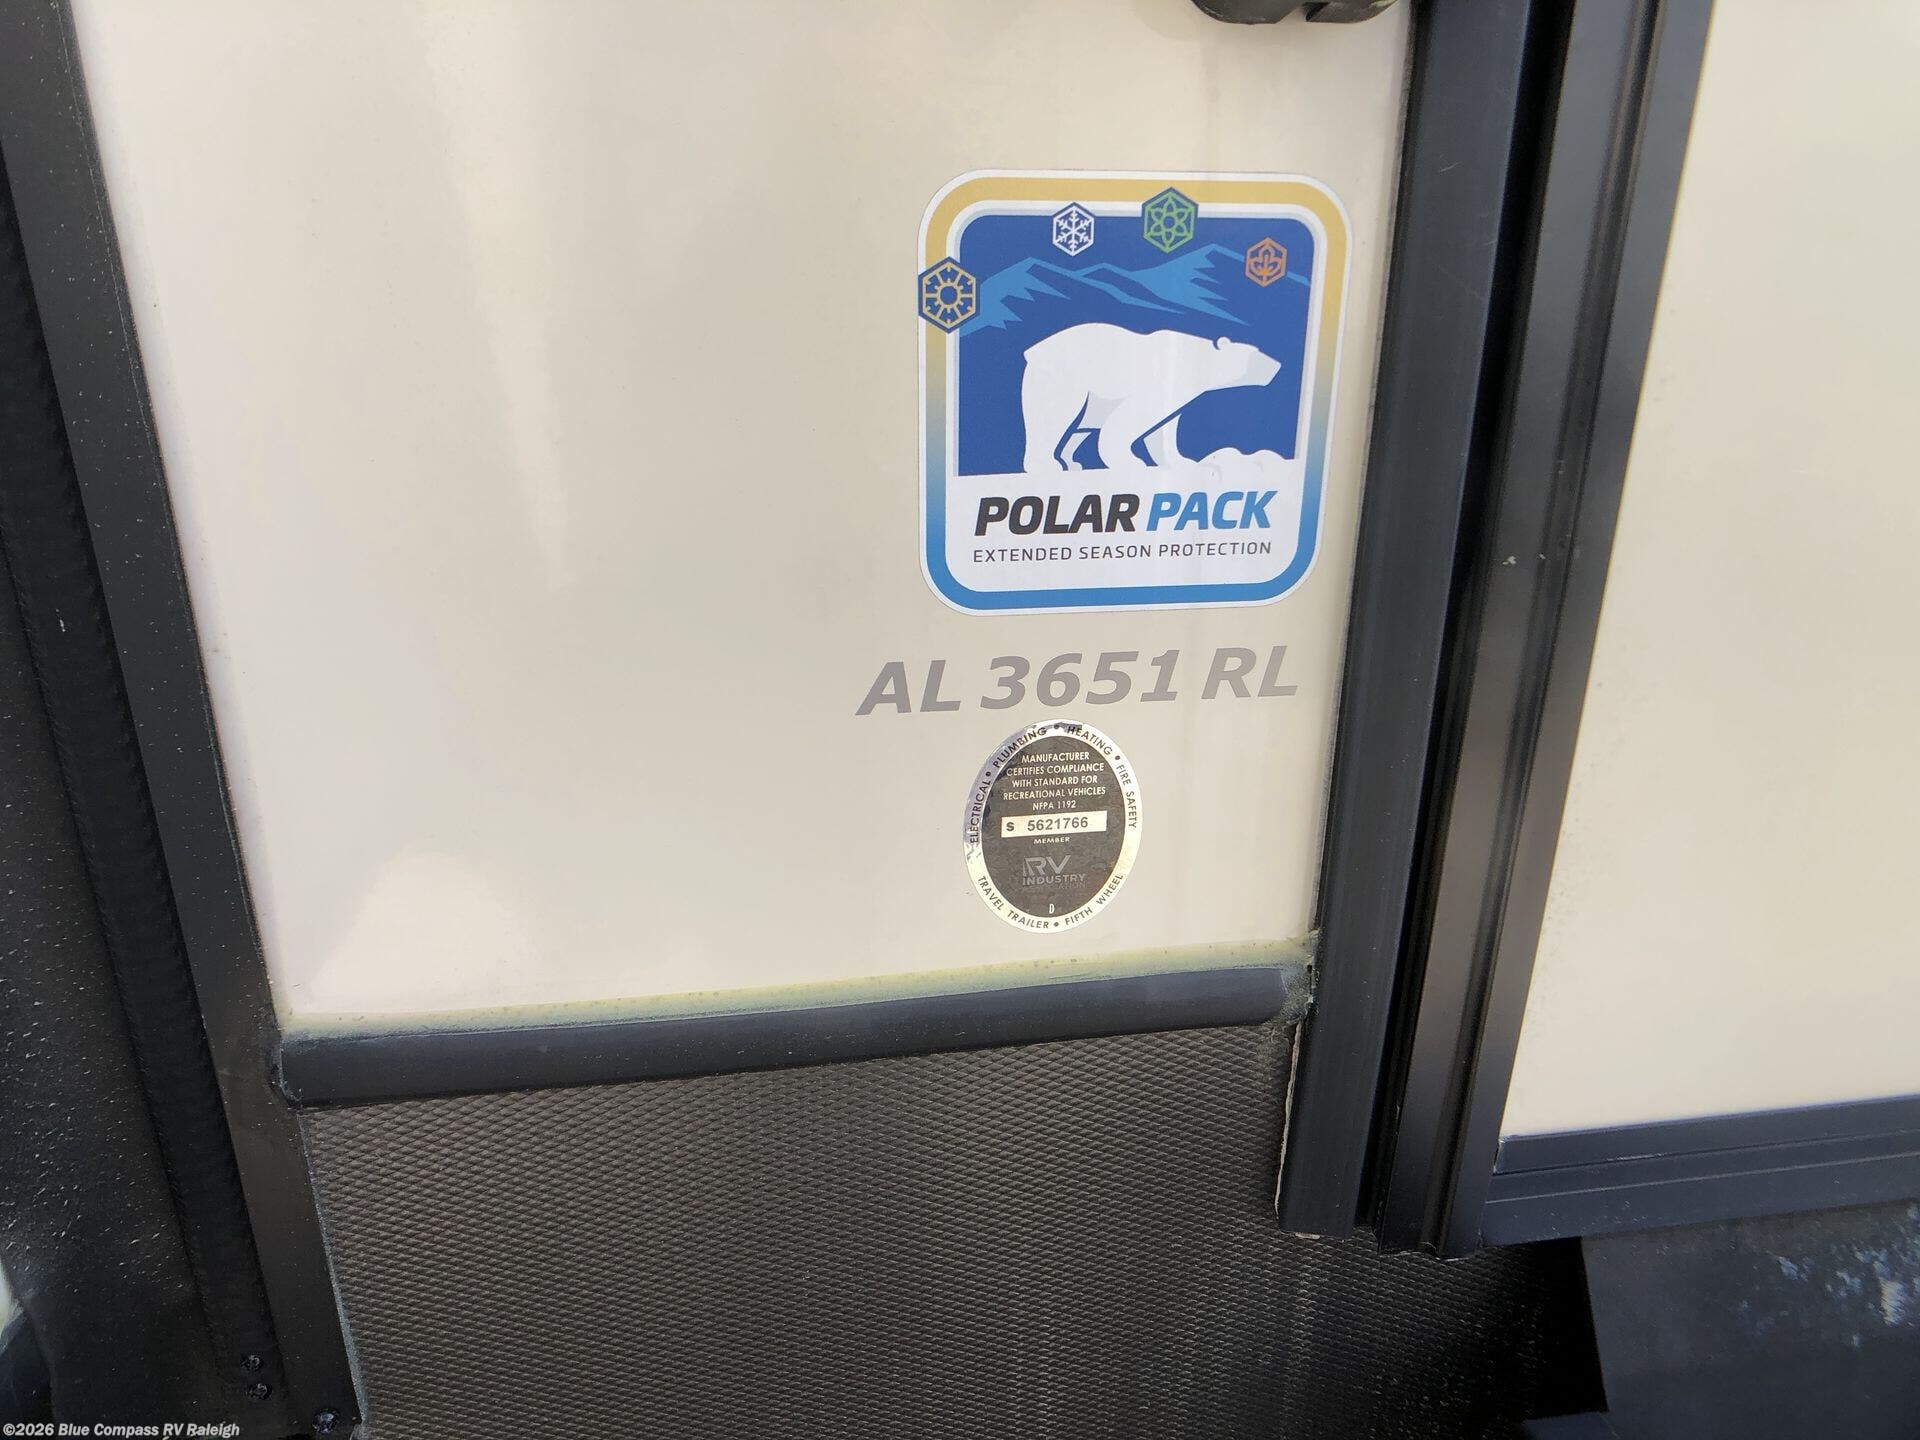 POLAR PACK
EXTENDED SEASON PROTECTION
AL 3651 RL
ELECTRICAL • PLUMBING • HEATING • FIRE SAFETY
MANUFACTURER
CERTIFIES COMPLIANCE
WITH STANDARD FOR
RECREATIONAL VEHICLES
NFPA 1192
S 5621766
MEMBER
RV
INDUSTRY
ASSOCIATION
D
TRAVEL TRAILER • FIFTH WHEEL
©2026 Blue Compass RV Raleigh